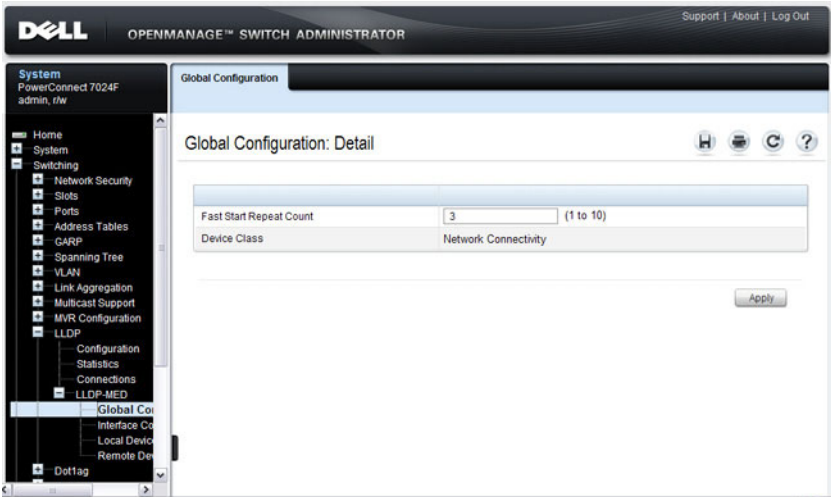 Support | About | Log Out
DELL
OPENMANAGE™ SWITCH ADMINISTRATOR
System
PowerConnect 7024F
admin, r/w
Global Configuration
Home
System
Switching
Network Security
Slots
Ports
Address Tables
GARP
Spanning Tree
VLAN
Link Aggregation
Multicast Support
MVR Configuration
LLDP
Configuration
Statistics
Connections
LLDP-MED
Global Co
Interface Co
Local Devic
Remote De
Dot1ag
Global Configuration: Detail
Fast Start Repeat Count 3 (1 to 10)
Device Class Network Connectivity
Apply